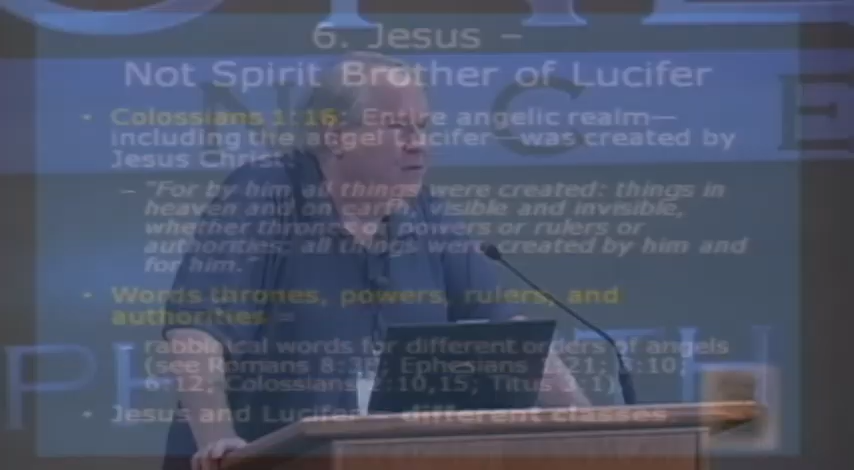 6. Jesus –
Not Spirit Brother of Lucifer
• Colossians 1:16: Entire angelic realm—
including the angel Lucifer—was created by
Jesus Christ
– "For by him all things were created: things in
heaven and on earth, visible and invisible,
whether thrones or powers or rulers or
authorities; all things were created by him and
for him."
• Words thrones, powers, rulers, and
authorities =
rabbinical words for different orders of angels
(see Romans 8:38; Ephesians 1:21; 3:10;
6:12; Colossians 2:10,15; Titus 3:1)
• Jesus and Lucifer – different classes
N C E
PH TH